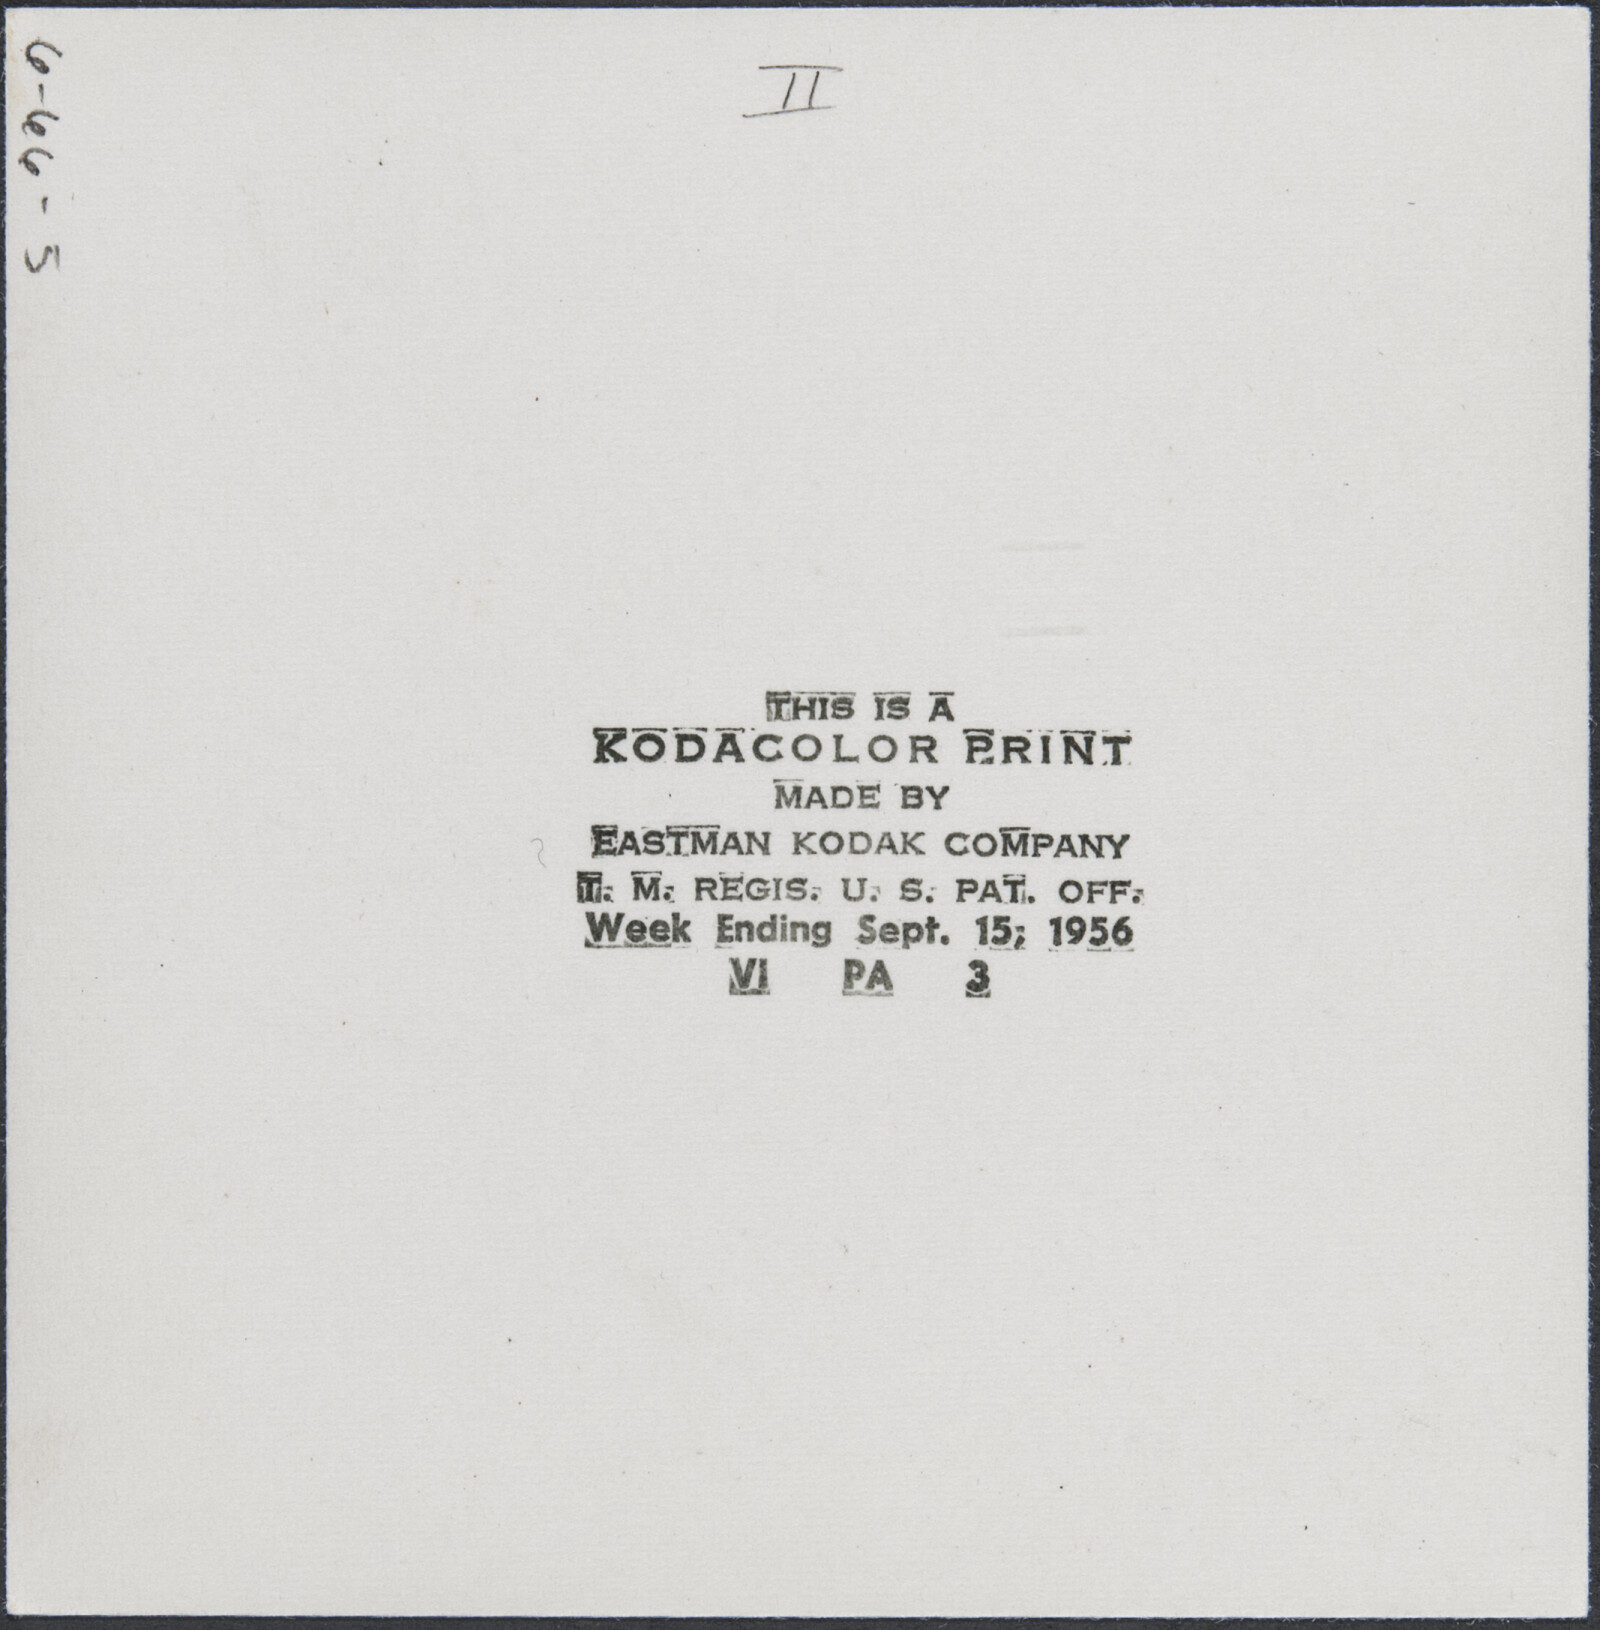 II
6-66-5
THIS IS A
KODACOLOR PRINT
MADE BY
EASTMAN KODAK COMPANY
T. M. REGIS. U. S. PAT. OFF.
Week Ending Sept. 15, 1956
VI PA 3